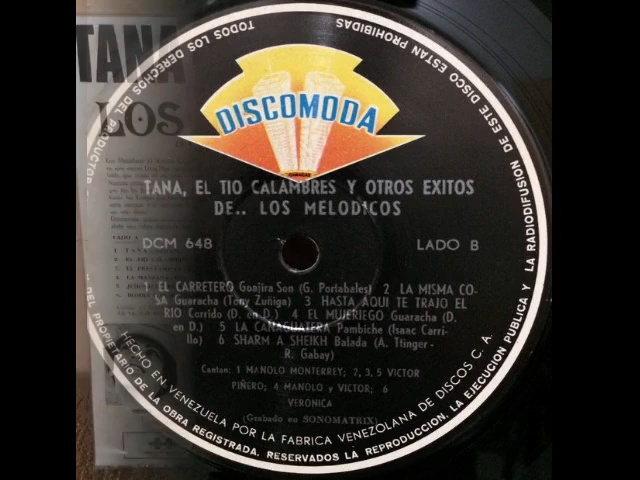 TANA
LOS
DISCOMODA
CARACAS
TANA, EL TIO CALAMBRES Y OTROS EXITOS
DE.. LOS MELODICOS
DCM 648
LADO B
1 EL CARRETERO Gonjira Son (G. Portabales) 2 LA MISMA CO-
SA Guaracha (Tony Zuñiga) 3 HASTA AQUI TE TRAJO EL
RIO Corrido (D. en D.) 4 EL MUJERIEGO Guaracha (D.
en D.) 5 LA CANAGUATERA Pambiche (Isaac Carri-
llo) 6 SHARM A SHEIKH Balada (A. Ttinger-
R. Gabay)
Cantan: 1 MANOLO MONTERREY; 2, 3, 5 VICTOR
PIÑERO; 4 MANOLO y VICTOR; 6
VERONICA
(Grabado en SONOMATRIX)
TODOS LOS DERECHOS DEL PRODUCTOR
Y DEL PROPIETARIO DE LA OBRA REGISTRADA. RESERVADOS LA REPRODUCCION, LA EJECUCION PUBLICA Y LA RADIODIFUSION DE ESTE DISCO ESTAN PROHIBIDAS
HECHO EN VENEZUELA POR LA FABRICA VENEZOLANA DE DISCOS C. A.
LADO A